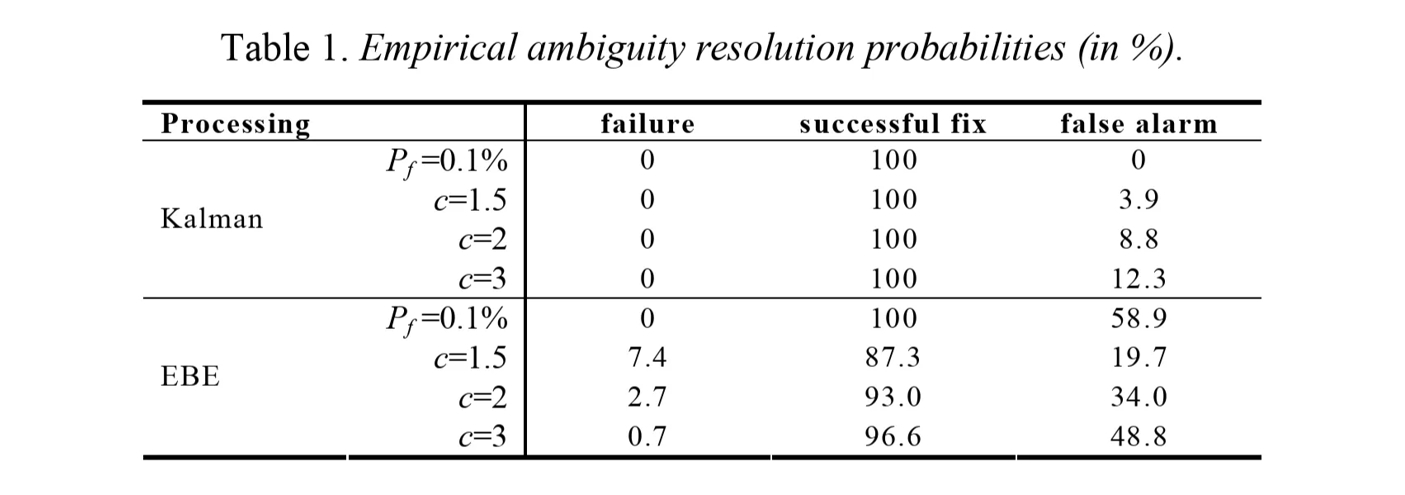 Table 1. Empirical ambiguity resolution probabilities (in %).
Processing failure successful fix false alarm
Kalman
Pf=0.1% 0 100 0
c=1.5 0 100 3.9
c=2 0 100 8.8
c=3 0 100 12.3
EBE
Pf=0.1% 0 100 58.9
c=1.5 7.4 87.3 19.7
c=2 2.7 93.0 34.0
c=3 0.7 96.6 48.8